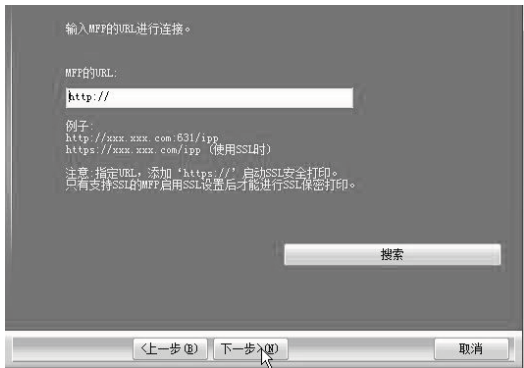 输入MFP的URL进行连接。
MFP的URL:
http://
例子:
http://xxx.xxx.com:631/ipp
https://xxx.xxx.com/ipp (使用SSL时)
注意:指定URL，添加‘https://’启动SSL安全打印。
只有支持SSL的MFP启用SSL设置后才能进行SSL保密打印。
搜索
<上一步(B) 下一步>(N) 取消